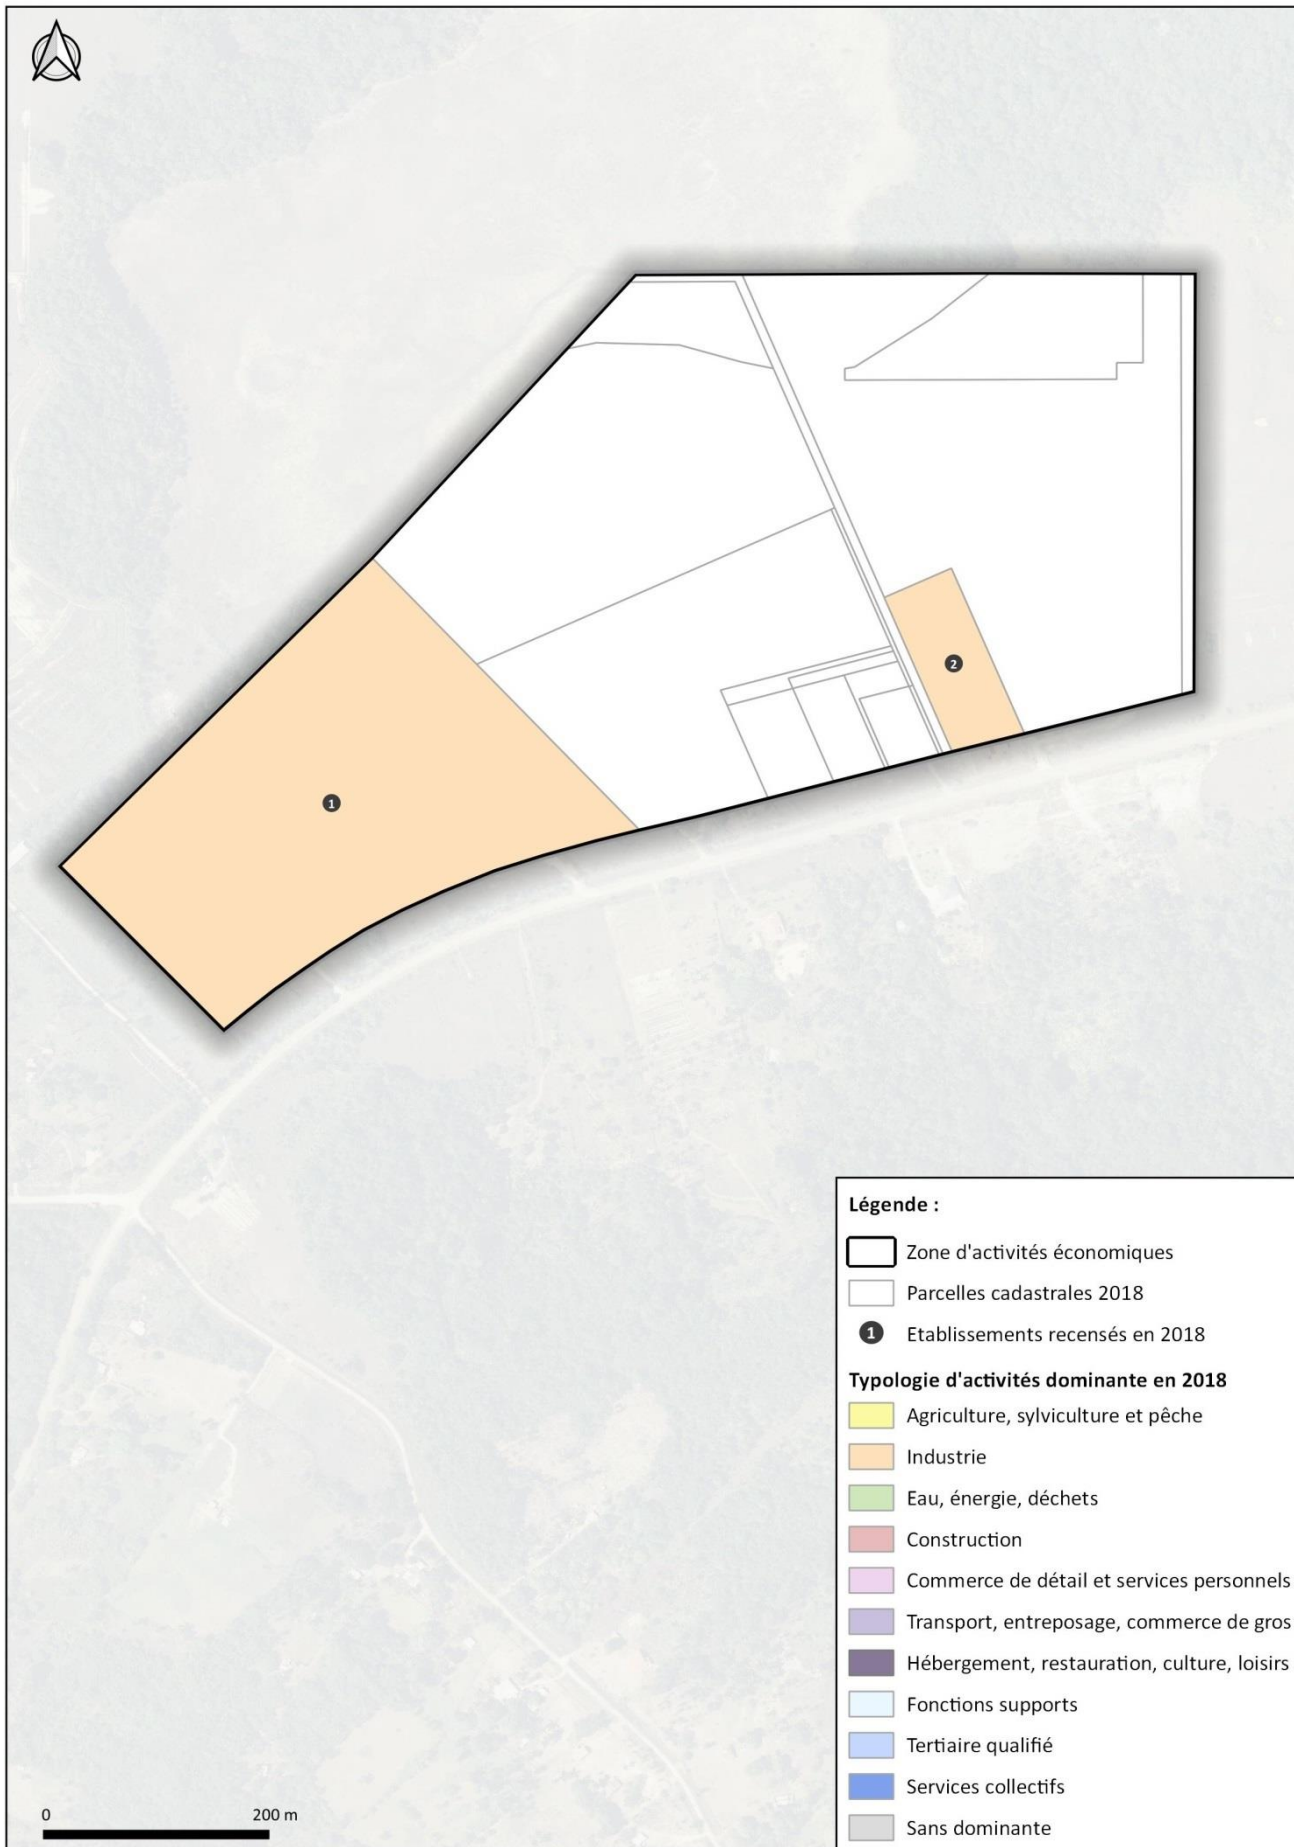 1
2
Légende :
Zone d'activités économiques
Parcelles cadastrales 2018
1 Etablissements recensés en 2018
Typologie d'activités dominante en 2018
Agriculture, sylviculture et pêche
Industrie
Eau, énergie, déchets
Construction
Commerce de détail et services personnels
Transport, entreposage, commerce de gros
Hébergement, restauration, culture, loisirs
Fonctions supports
Tertiaire qualifié
Services collectifs
Sans dominante
0 200 m